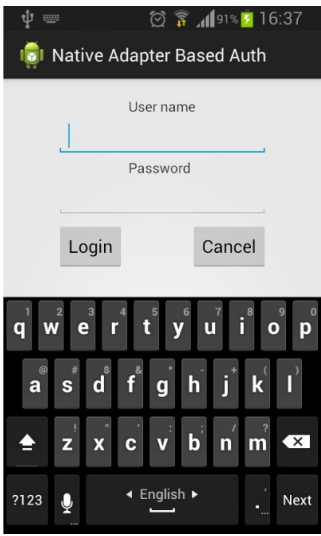 91% 16:37
Native Adapter Based Auth
User name
Password
Login Cancel
1 2 3 4 5 6 7 8 9 0
q w e r t y u i o p
@ # $ & * - + ( )
a s d f g h j k l
! " ' : ; / ?
z x c v b n m
?123 English . Next